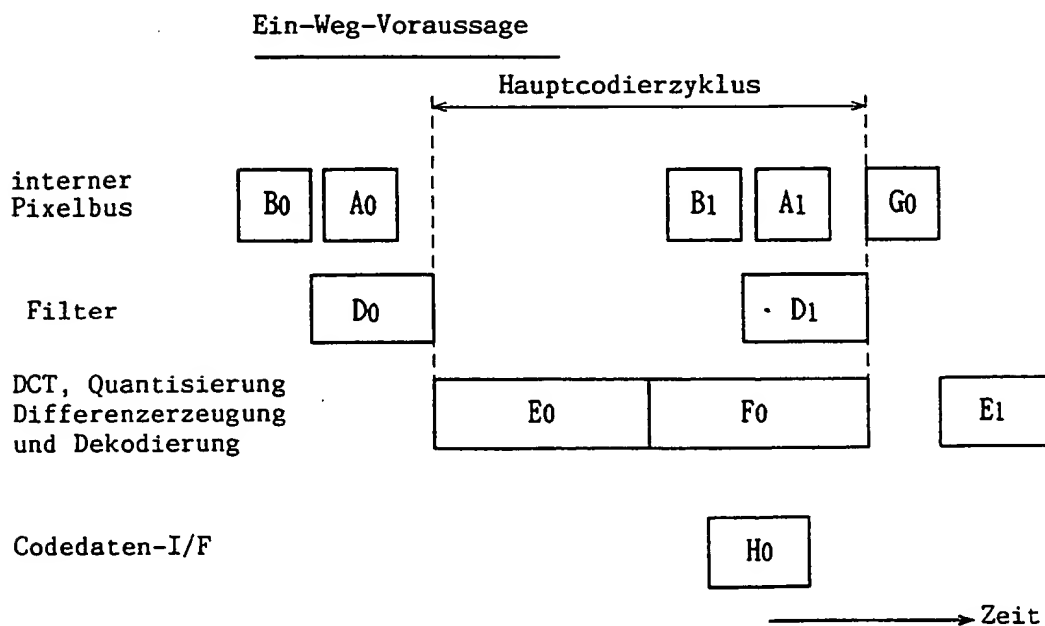 Ein-Weg-Voraussage
Hauptcodierzyklus
interner
Pixelbus
B0 A0 B1 A1 G0
Filter
D0 D1
DCT, Quantisierung
Differenzerzeugung
und Dekodierung
E0 F0 E1
Codedaten-I/F
H0
Zeit